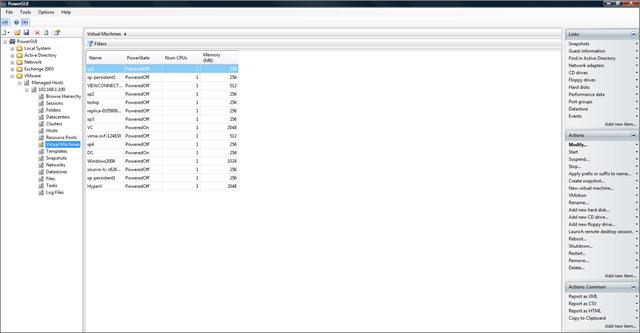 PowerGUI
File Tools Options Help
PowerGUI
Local System
Active Directory
Network
Exchange 2003
VMware
Managed Hosts
192.168.1.100
Browse Hierarchy
Sessions
Folders
Datacenters
Clusters
Hosts
Resource Pools
Virtual Machines
Templates
Snapshots
Networks
Datastores
Files
Tasks
Log Files
Virtual Machines
Filters
Name PowerState Num CPUs Memory (MB)
xp1 PoweredOff 1 256
xp-persistent2 PoweredOff 1 256
VIEWCONNECT... PoweredOff 1 512
xp2 PoweredOff 1 256
testxp PoweredOff 1 256
replica-01f5800... PoweredOff 1 256
xp3 PoweredOff 1 256
VC PoweredOn 1 2048
vima-ovf-124830 PoweredOff 1 512
xp4 PoweredOff 1 256
DC PoweredOn 1 256
Windows2008 PoweredOff 1 1024
source-lc-d26... PoweredOff 1 256
xp-persistent1 PoweredOff 1 256
HyperV PoweredOff 1 2048
Links
Snapshots
Guest information
Find in Active Directory
Network adapters
CD drives
Floppy drives
Hard disks
Performance data
Port groups
Datastore
Events
Add new item...
Actions
Modify...
Start
Suspend...
Stop...
Apply prefix or suffix to name...
Create snapshot...
New virtual machine...
VMotion
Rename...
Add new hard disk...
Add new CD drive...
Add new floppy drive...
Launch remote desktop session.
Reboot...
Shutdown...
Restart...
Remove...
Delete...
Add new item...
Actions: Common
Report as XML
Report as CSV
Report as HTML
Copy to Clipboard
Add new item...